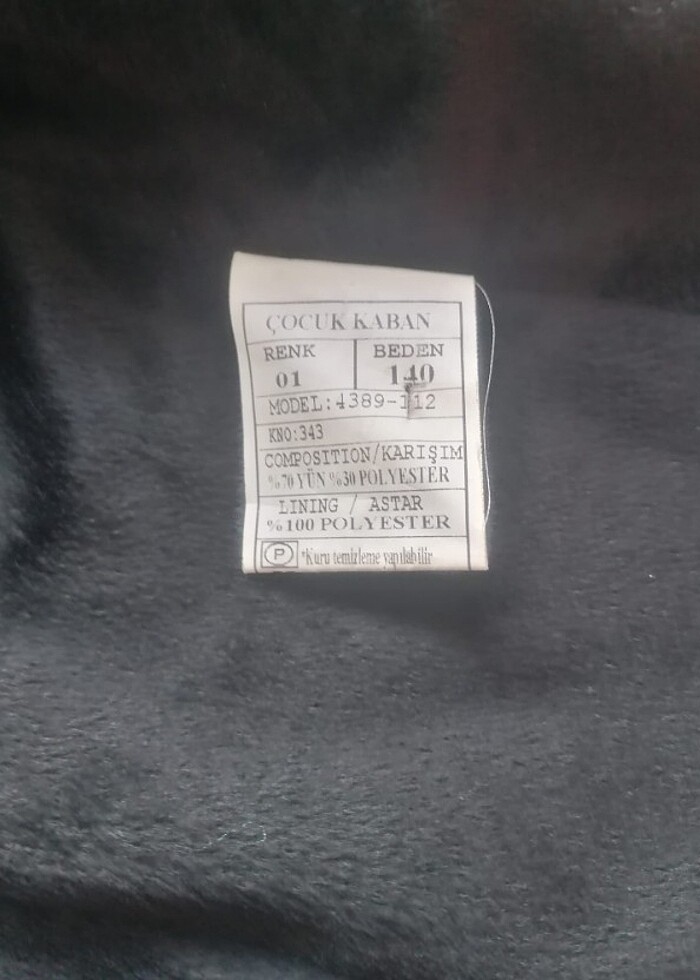 ÇOCUK KABAN
RENK BEDEN
01 140
MODEL:4389-112
KNO:343
COMPOSITION/KARIŞIM
%70 YÜN %30 POLYESTER
LINING / ASTAR
%100 POLYESTER
P *Kuru temizleme yapılabilir